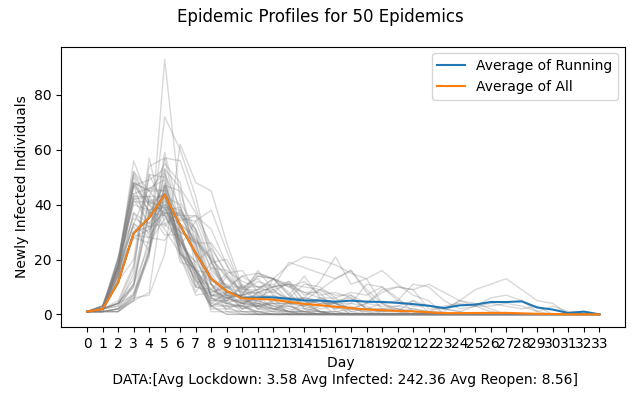 Epidemic Profiles for 50 Epidemics
Average of Running
Average of All
Newly Infected Individuals
80
60
40
20
0
0 1 2 3 4 5 6 7 8 9 10 11 12 13 14 15 16 17 18 19 20 21 22 23 24 25 26 27 28 29 30 31 32 33
Day
DATA:[Avg Lockdown: 3.58 Avg Infected: 242.36 Avg Reopen: 8.56]